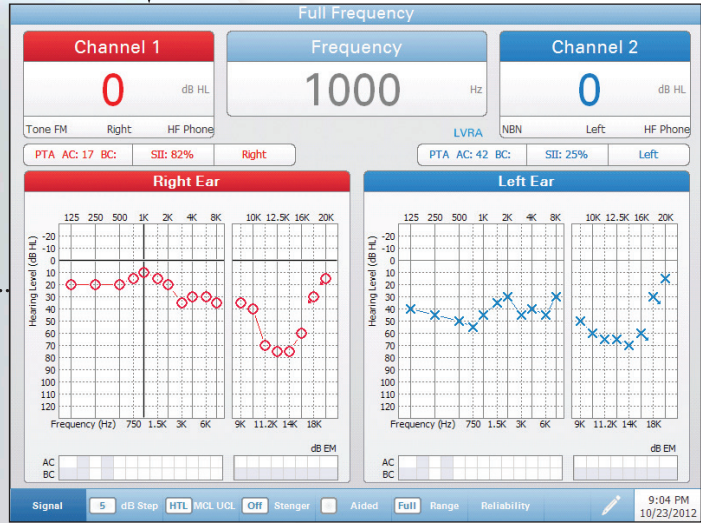 Full Frequency
Channel 1
0 dB HL
Tone FM Right HF Phone
Frequency
1000 Hz
LVRA
Channel 2
0 dB HL
NBN Left HF Phone
PTA AC: 17 BC: SII: 82% Right
PTA AC: 42 BC: SII: 25% Left
Right Ear
125 250 500 1K 2K 4K 8K 10K 12.5K 16K 20K
Hearing Level (dB HL)
-20
-10
0
10
20
30
40
50
60
70
80
90
100
110
120
Frequency (Hz) 750 1.5K 3K 6K 9K 11.2K 14K 18K
dB EM
AC
BC
Left Ear
125 250 500 1K 2K 4K 8K 10K 12.5K 16K 20K
Hearing Level (dB HL)
-20
-10
0
10
20
30
40
50
60
70
80
90
100
110
120
Frequency (Hz) 750 1.5K 3K 6K 9K 11.2K 14K 18K
dB EM
AC
BC
Signal 5 dB Step HTL MCL UCL Off Stenger Aided Full Range Reliability
9:04 PM
10/23/2012